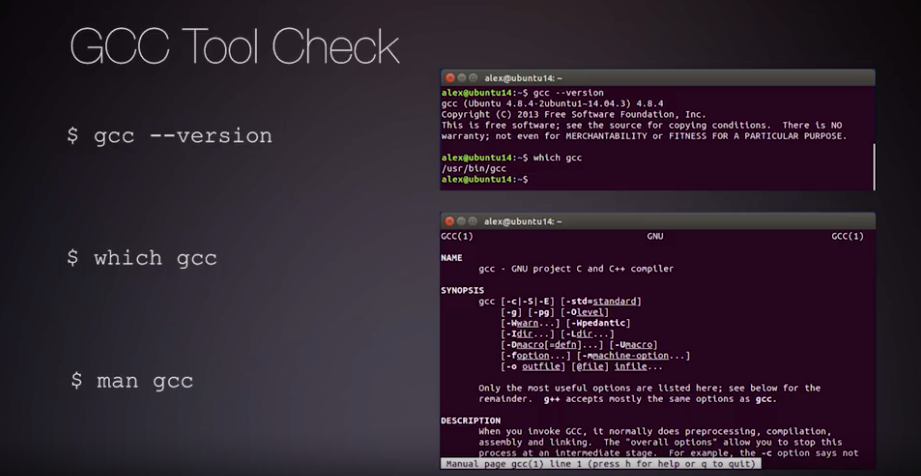 GCC Tool Check
$ gcc --version
$ which gcc
$ man gcc
alex@ubuntu14: ~
alex@ubuntu14:~$ gcc --version
gcc (Ubuntu 4.8.4-2ubuntu1~14.04.3) 4.8.4
Copyright (C) 2013 Free Software Foundation, Inc.
This is free software; see the source for copying conditions.  There is NO
warranty; not even for MERCHANTABILITY or FITNESS FOR A PARTICULAR PURPOSE.
alex@ubuntu14:~$ which gcc
/usr/bin/gcc
alex@ubuntu14:~$
alex@ubuntu14: ~
GCC(1) GNU GCC(1)
NAME
gcc - GNU project C and C++ compiler
SYNOPSIS
gcc [-c|-S|-E] [-std=standard]
[-g] [-pg] [-Olevel]
[-Wwarn...] [-Wpedantic]
[-Idir...] [-Ldir...]
[-Dmacro[=defn]...] [-Umacro]
[-foption...] [-mmachine-option...]
[-o outfile] [@file] infile...
Only the most useful options are listed here; see below for the
remainder.  g++ accepts mostly the same options as gcc.
DESCRIPTION
When you invoke GCC, it normally does preprocessing, compilation,
assembly and linking.  The "overall options" allow you to stop this
process at an intermediate stage.  For example, the -c option says not
Manual page gcc(1) line 1 (press h for help or q to quit)